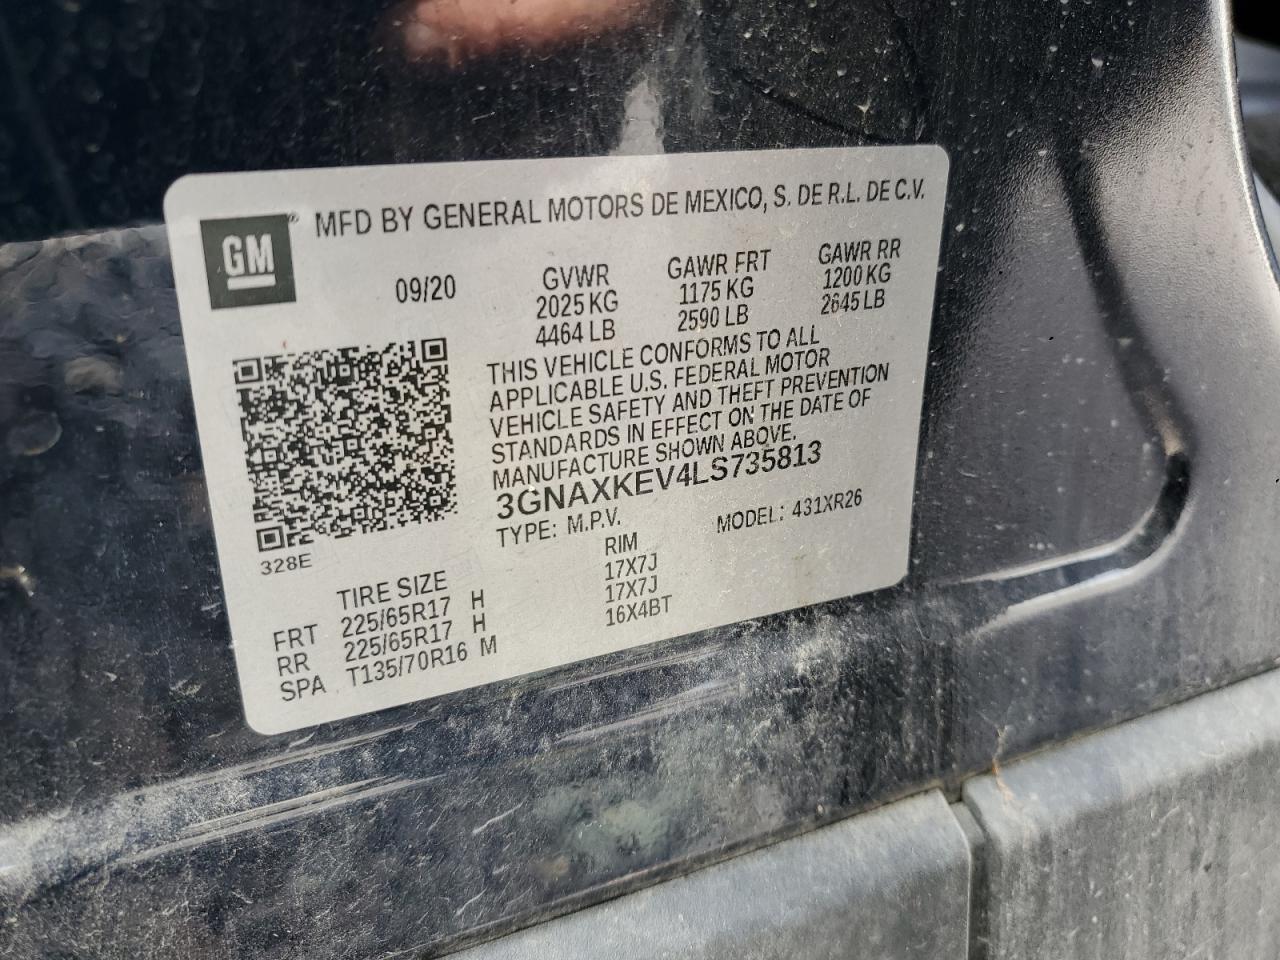 GM
MFD BY GENERAL MOTORS DE MEXICO, S. DE R.L. DE C.V.
09/20
GVWR
2025 KG
4464 LB
GAWR FRT
1175 KG
2590 LB
GAWR RR
1200 KG
2645 LB
THIS VEHICLE CONFORMS TO ALL
APPLICABLE U.S. FEDERAL MOTOR
VEHICLE SAFETY AND THEFT PREVENTION
STANDARDS IN EFFECT ON THE DATE OF
MANUFACTURE SHOWN ABOVE.
3GNAXKEV4LS735813
TYPE: M.P.V. MODEL: 431XR26
328E
TIRE SIZE RIM
FRT 225/65R17 H 17X7J
RR 225/65R17 H 17X7J
SPA T135/70R16 M 16X4BT